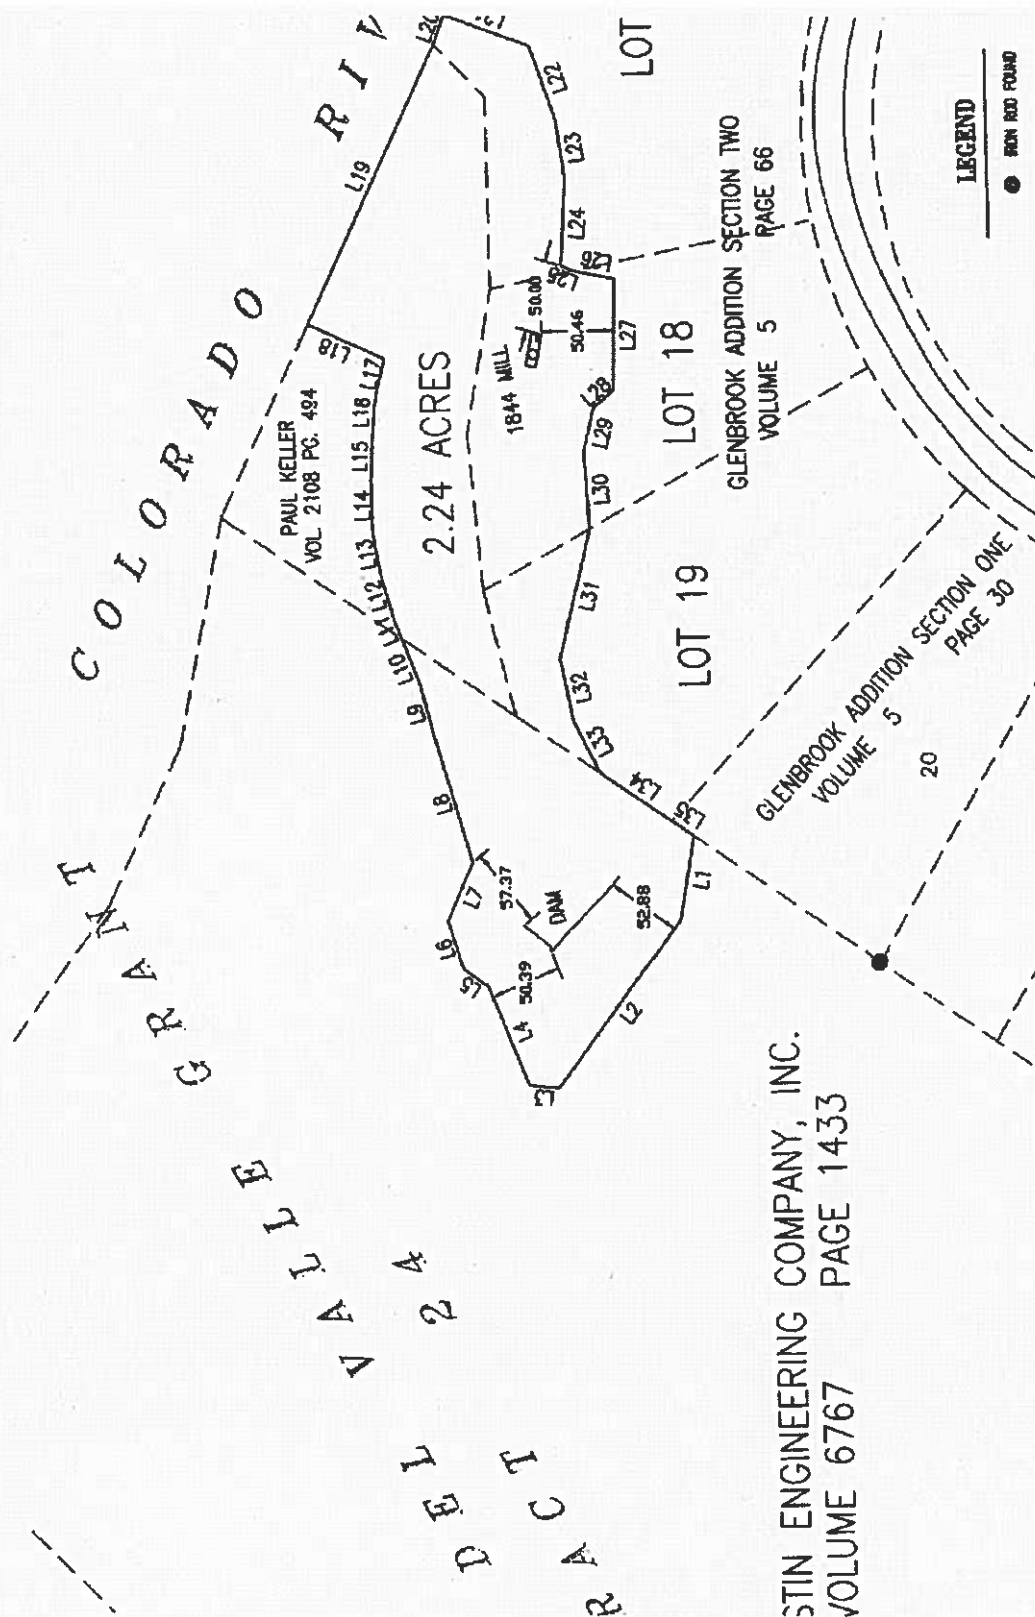 COLORADO RIV
DEL VALLE GRANT
RACT 24
PAUL KELLER
VOL. 2108 PG. 494
2.24 ACRES
1844 MILL
50.00
50.46
DAM
57.37
50.39
52.88
L1
L2
L3
L4
L5
L6
L7
L8
L9
L10
L11
L12
L13
L14
L15
L16
L17
L18
L19
L20
L22
L23
L24
L25
L26
L27
L28
L29
L30
L31
L32
L33
L34
L35
LOT
LOT 18
LOT 19
GLENBROOK ADDITION SECTION TWO
VOLUME 5 PAGE 66
GLENBROOK ADDITION SECTION ONE
VOLUME 5 PAGE 30
20
STIN ENGINEERING COMPANY, INC.
VOLUME 6767 PAGE 1433
LEGEND
IRON ROD FOUND